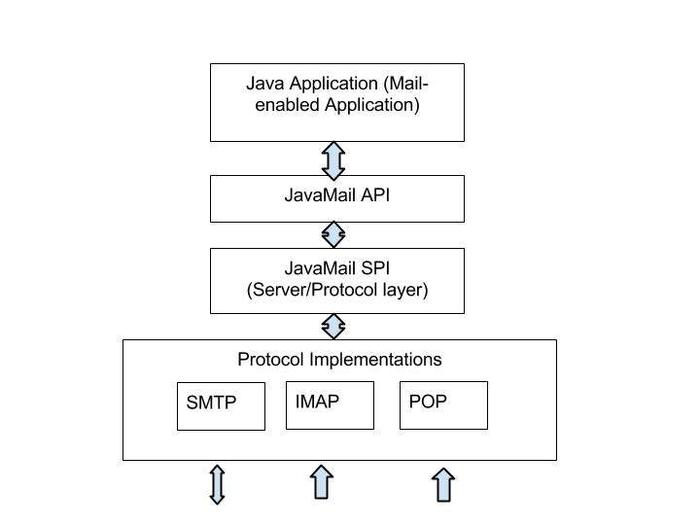 Java Application (Mail-
enabled Application)
JavaMail API
JavaMail SPI
(Server/Protocol layer)
Protocol Implementations
SMTP
IMAP
POP